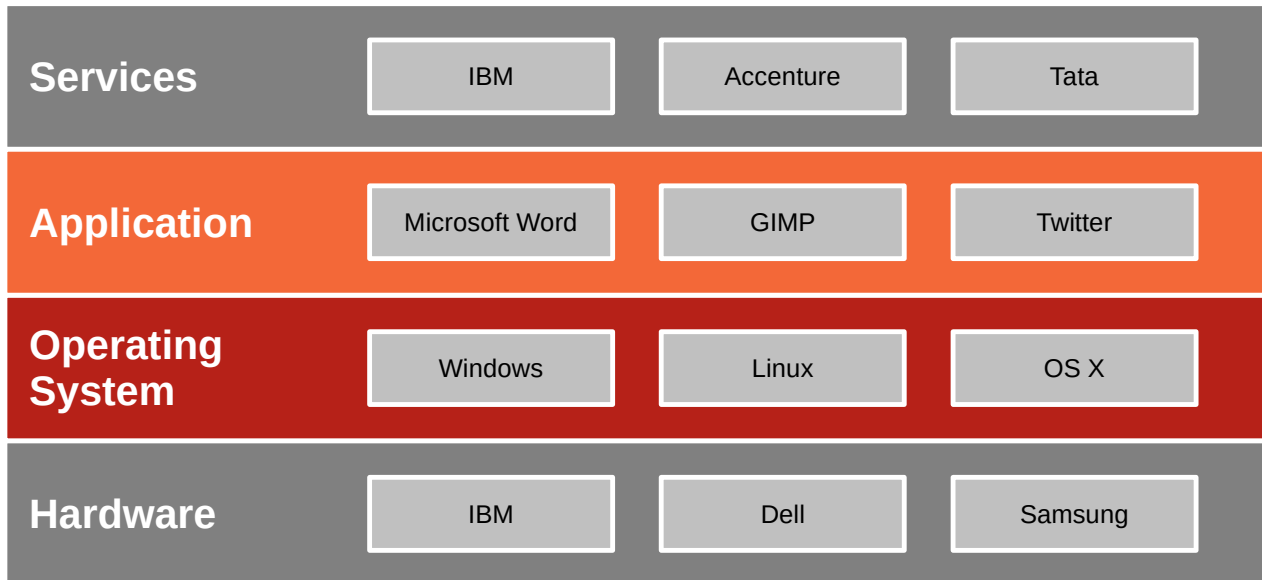 Services
IBM
Accenture
Tata
Application
Microsoft Word
GIMP
Twitter
Operating
System
Windows
Linux
OS X
Hardware
IBM
Dell
Samsung